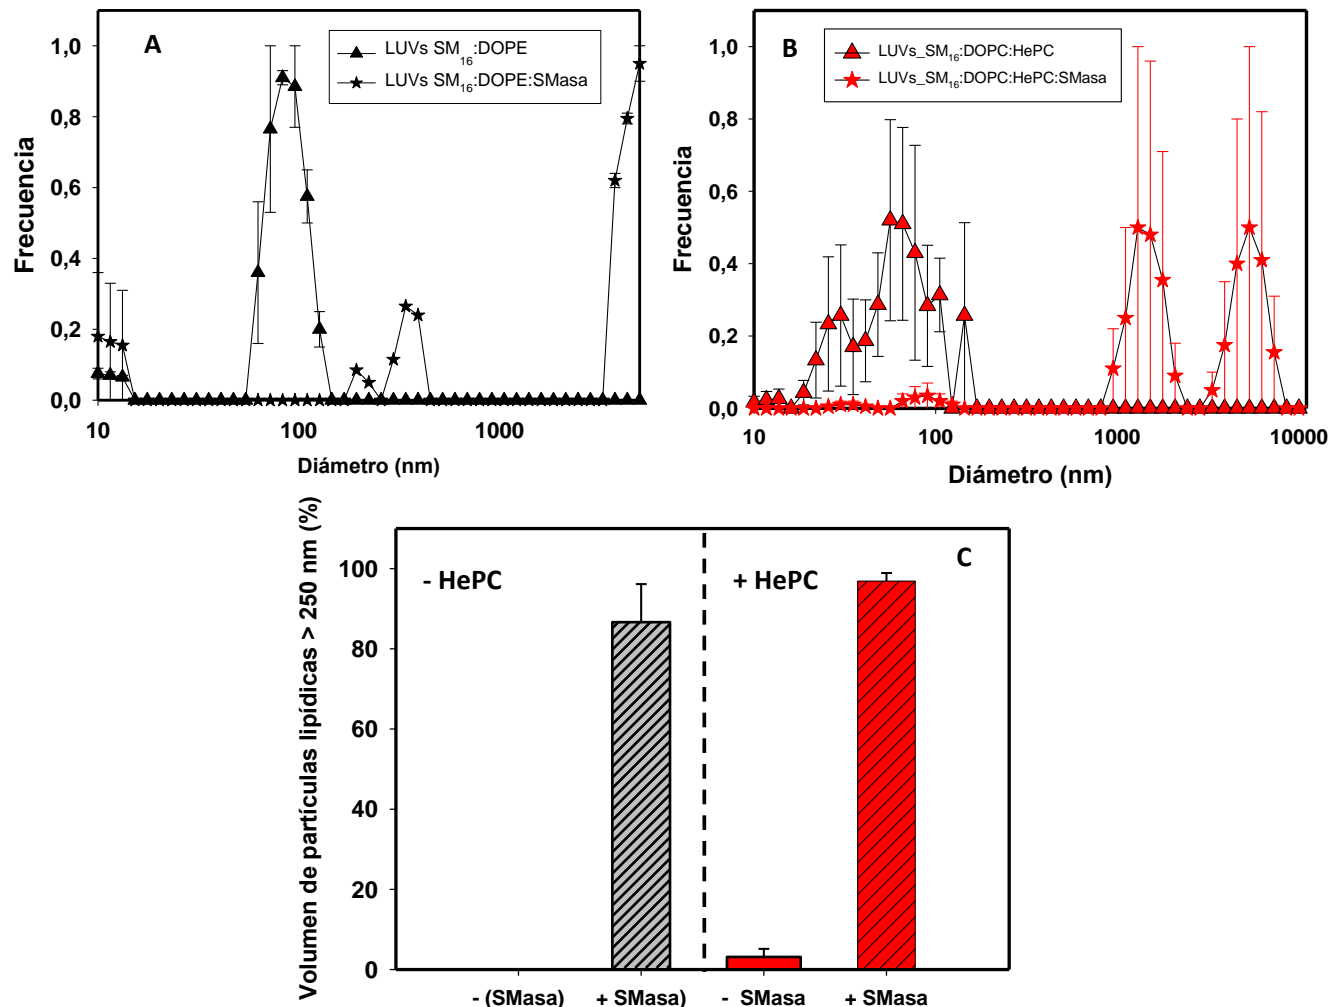 A
LUVs SM16:DOPE
LUVs SM16:DOPE:SMasa
Frecuencia
1,0
0,8
0,6
0,4
0,2
0,0
10
100
1000
Diámetro (nm)
B
LUVs_SM16:DOPC:HePC
LUVs_SM16:DOPC:HePC:SMasa
Frecuencia
1,0
0,8
0,6
0,4
0,2
0,0
10
100
1000
10000
Diámetro (nm)
C
- HePC
+ HePC
Volumen de partículas lipídicas > 250 nm (%)
100
80
60
40
20
0
- (SMasa)
+ SMasa)
- SMasa
+ SMasa